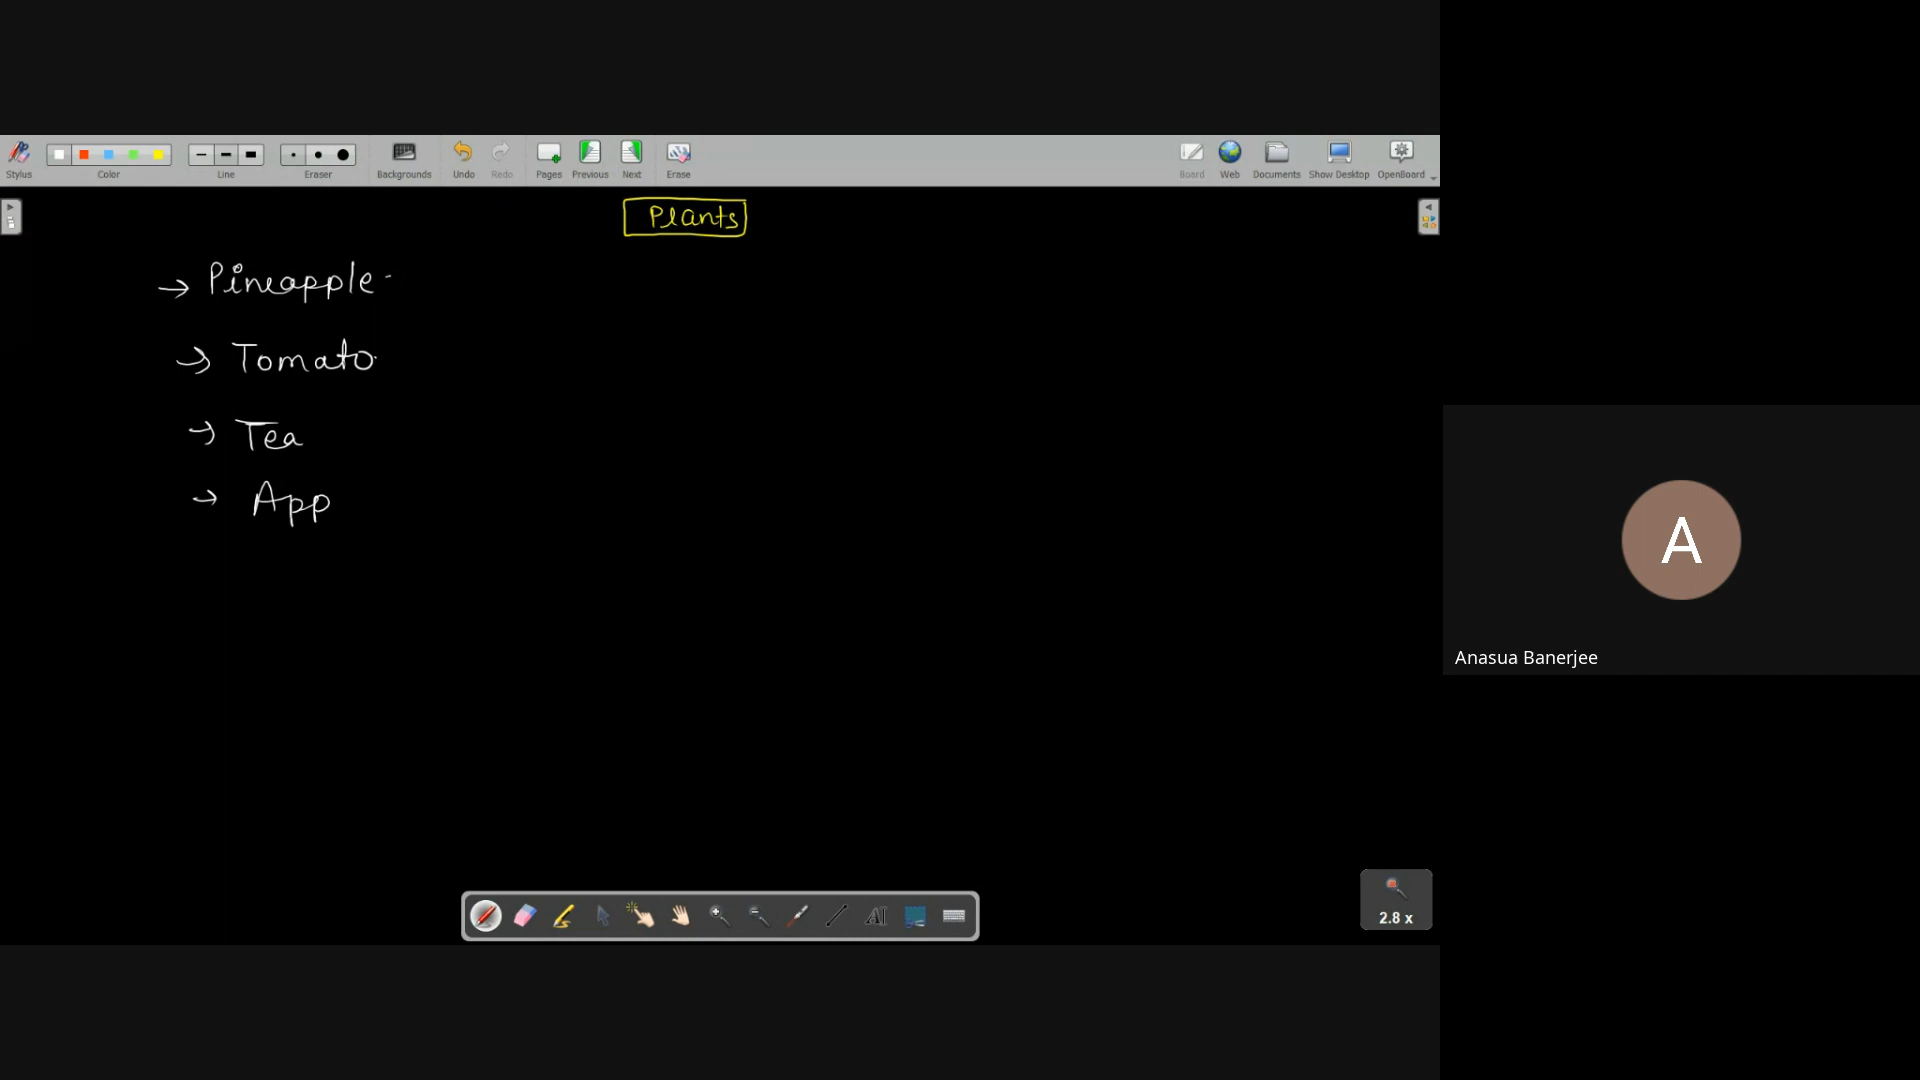 Stylus Color Line Eraser Backgrounds Undo Redo Pages Previous Next Erase Board Web Documents Show Desktop OpenBoard
Plants
→ Pineapple -
→ Tomato
→ Tea
→ App
A
Anasua Banerjee
2.8 x